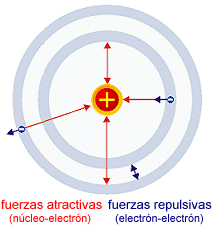 fuerzas atractivas fuerzas repulsivas
(núcleo-electrón) (electrón-electrón)